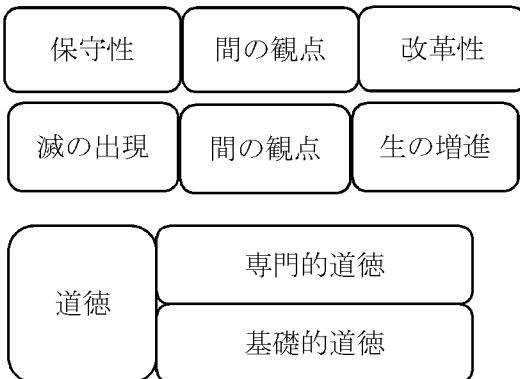 保守性 間の観点 改革性
滅の出現 間の観点 生の増進
専門的道徳
道徳
基礎的道徳